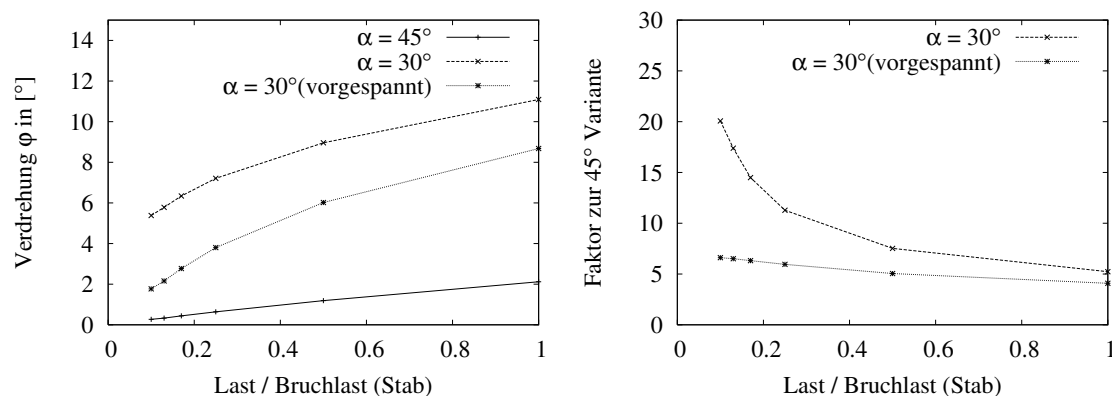 Verdrehung φ in [°]
14
12
10
8
6
4
2
0
0 0.2 0.4 0.6 0.8 1
Last / Bruchlast (Stab)
α = 45°
α = 30°
α = 30°(vorgespannt)
Faktor zur 45° Variante
30
25
20
15
10
5
0
0 0.2 0.4 0.6 0.8 1
Last / Bruchlast (Stab)
α = 30°
α = 30°(vorgespannt)